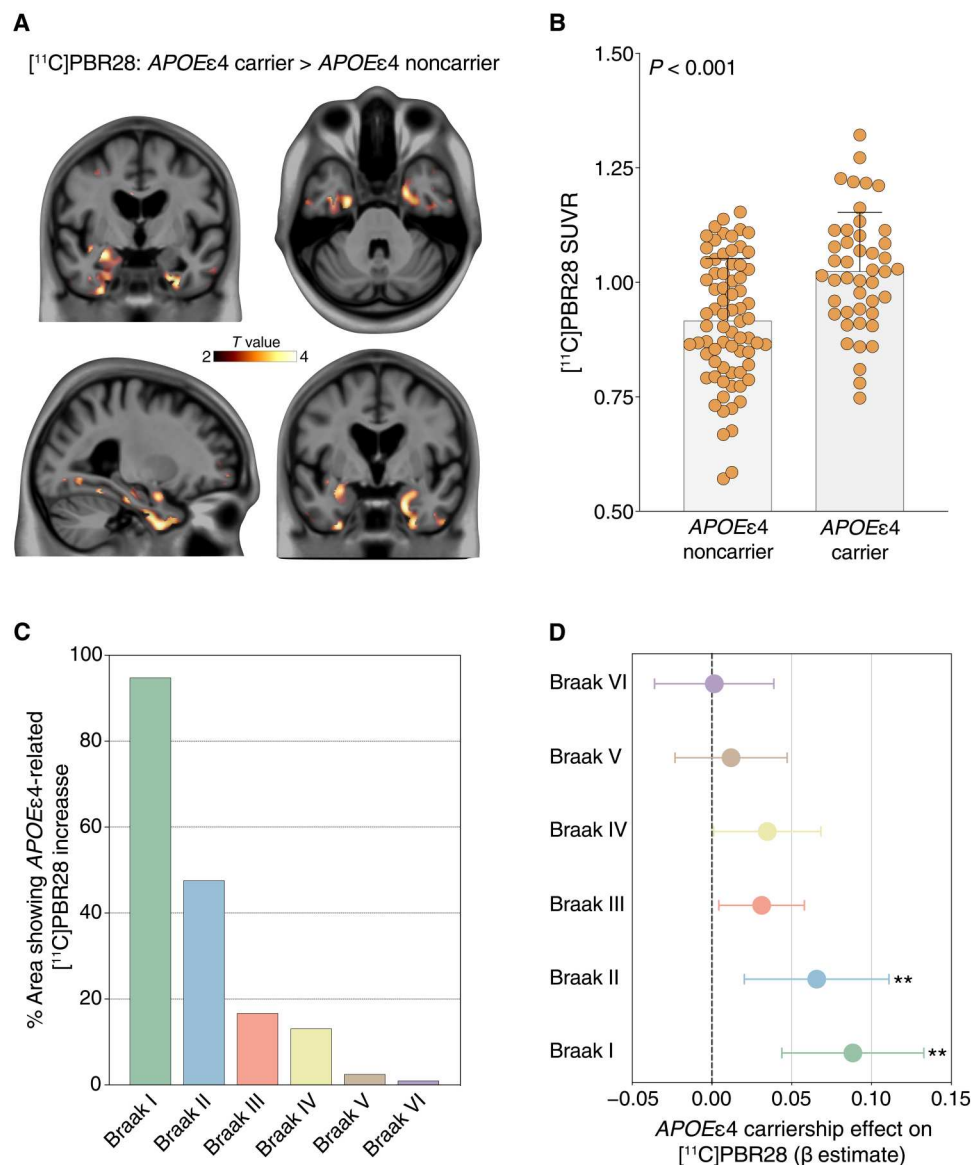 A
[¹¹C]PBR28: APOEε4 carrier > APOEε4 noncarrier
T value
2 4
B
P < 0.001
[¹¹C]PBR28 SUVR
1.50
1.25
1.00
0.75
0.50
APOEε4
noncarrier
APOEε4
carrier
C
% Area showing APOEε4-related
[¹¹C]PBR28 increasse
100
80
60
40
20
0
Braak I
Braak II
Braak III
Braak IV
Braak V
Braak VI
D
Braak VI
Braak V
Braak IV
Braak III
Braak II
**
Braak I
**
−0.05 0.00 0.05 0.10 0.15
APOEε4 carriership effect on
[¹¹C]PBR28 (β estimate)